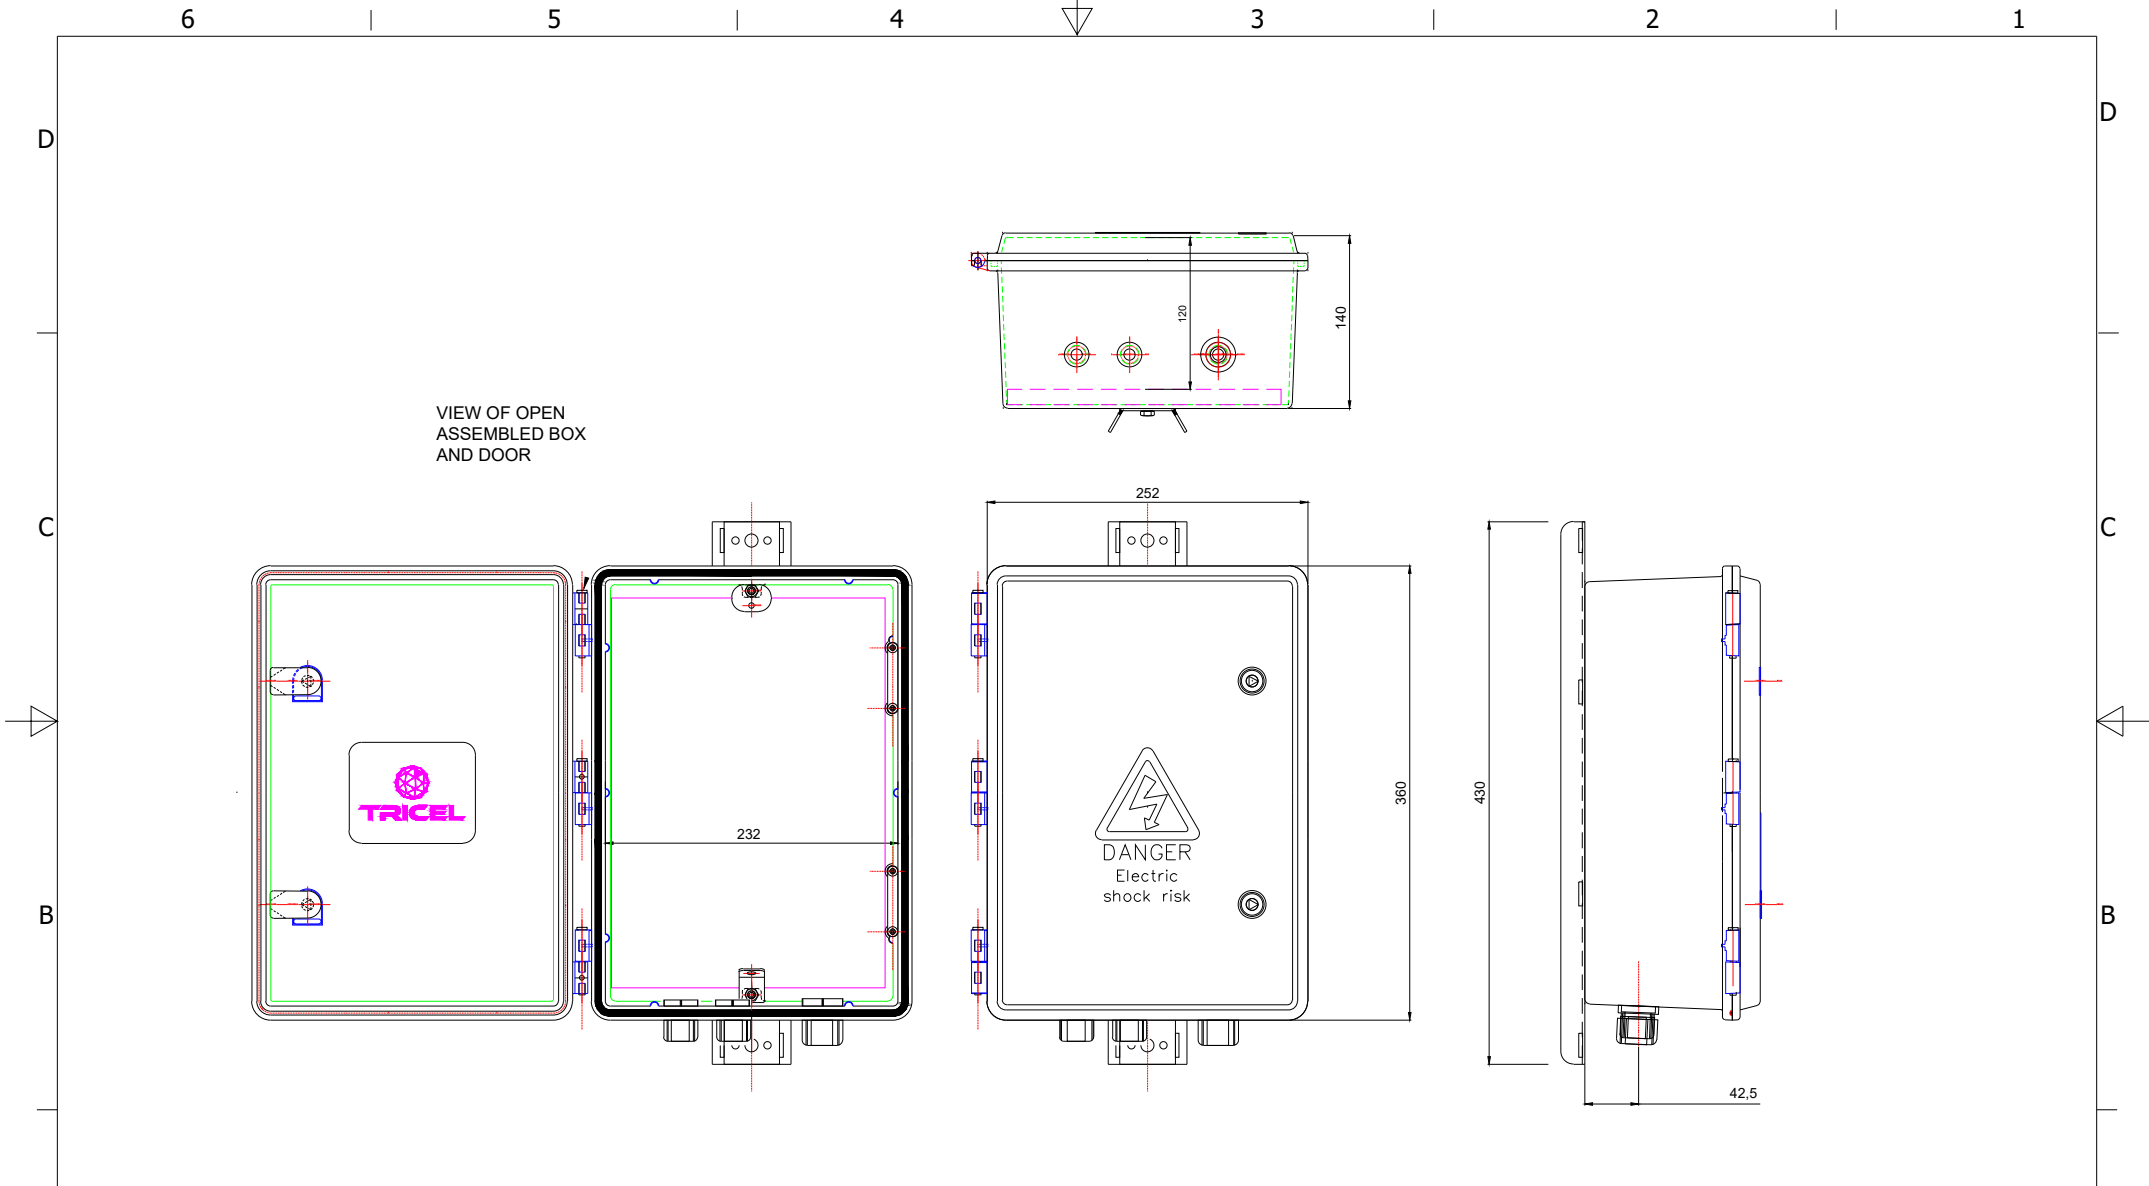 6 5 4 3 2 1
D D
120
140
VIEW OF OPEN
ASSEMBLED BOX
AND DOOR
252
C C
TRICEL
232
360
430
DANGER
Electric
shock risk
B B
42,5